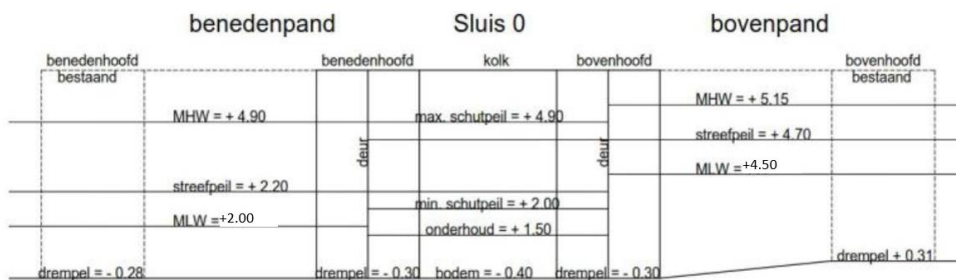 benedenpand Sluis 0 bovenpand
benedenhoofd benedenhoofd kolk bovenhoofd bovenhoofd
bestaand bestaand
MHW = + 5.15
MHW = + 4.90 max. schutpeil = + 4.90
streefpeil = + 4.70
deur deur
MLW =+4.50
streefpeil = + 2.20
min. schutpeil = + 2.00
MLW =+2.00
onderhoud = + 1.50
drempel + 0.31
drempel = - 0.28 drempel = - 0.30 bodem = - 0.40 drempel = - 0.30